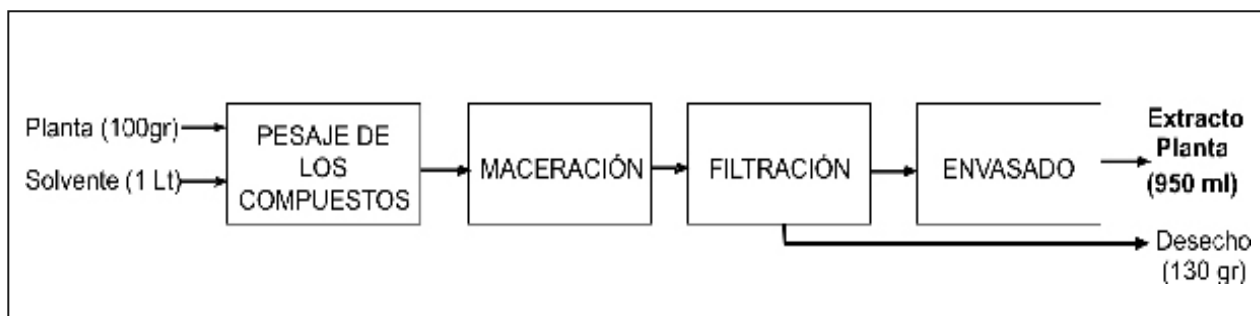 Planta (100gr)
Solvente (1 Lt)
PESAJE DE
LOS
COMPUESTOS
MACERACIÓN
FILTRACIÓN
ENVASADO
Extracto
Planta
(950 ml)
Desecho
(130 gr)